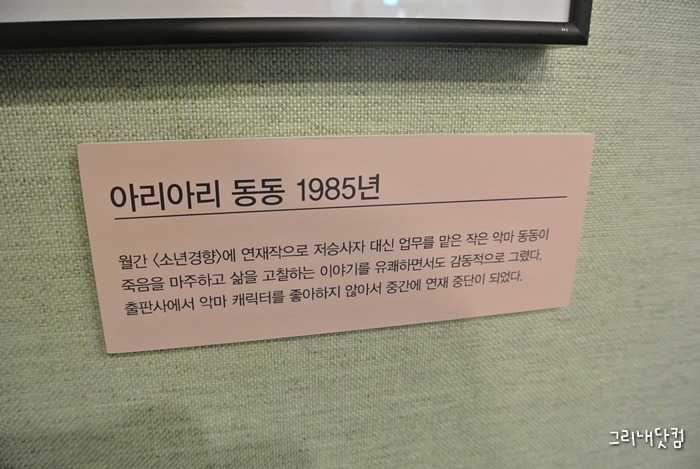 아리아리 동동 1985년
월간 〈소년경향〉에 연재작으로 저승사자 대신 업무를 맡은 작은 악마 동동이
죽음을 마주하고 삶을 고찰하는 이야기를 유쾌하면서도 감동적으로 그렸다.
출판사에서 악마 캐릭터를 좋아하지 않아서 중간에 연재 중단이 되었다.
그리내닷컴